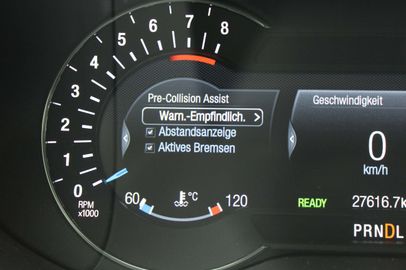 8
7
6
5
4
3
2
1
0
RPM
x1000
Pre-Collision Assist
Warn.-Empfindlich. >
Abstandsanzeige
Aktives Bremsen
60 °C 120
Geschwindigkeit
0
km/h
READY 27616.7k
PRNDL